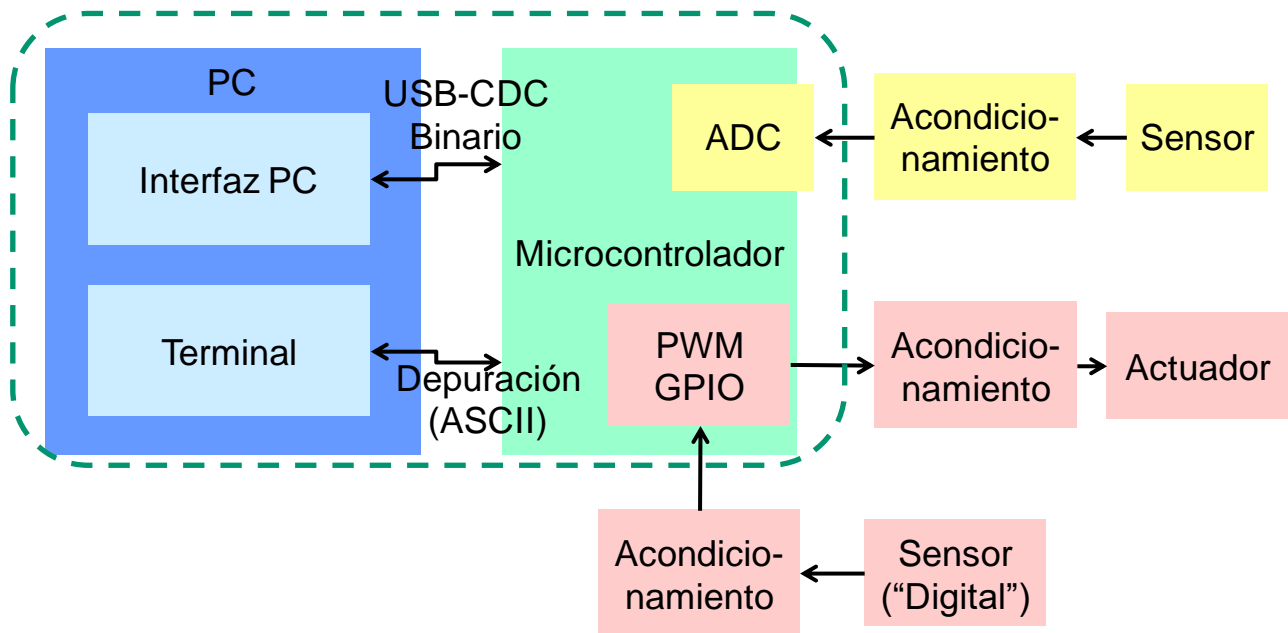 PC
Interfaz PC
Terminal
USB-CDC
Binario
Depuración
(ASCII)
Microcontrolador
ADC
PWM
GPIO
Acondicio-
namiento
Sensor
Acondicio-
namiento
Actuador
Acondicio-
namiento
Sensor
(“Digital”)